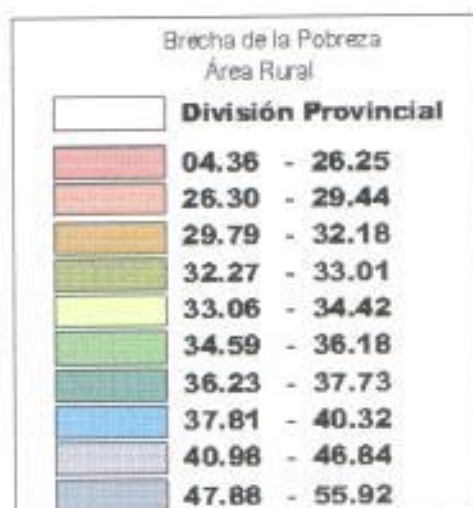 Brecha de la Pobreza
Área Rural
División Provincial
04.36 - 26.25
26.30 - 29.44
29.79 - 32.18
32.27 - 33.01
33.06 - 34.42
34.59 - 36.18
36.23 - 37.73
37.81 - 40.32
40.98 - 46.84
47.88 - 55.92